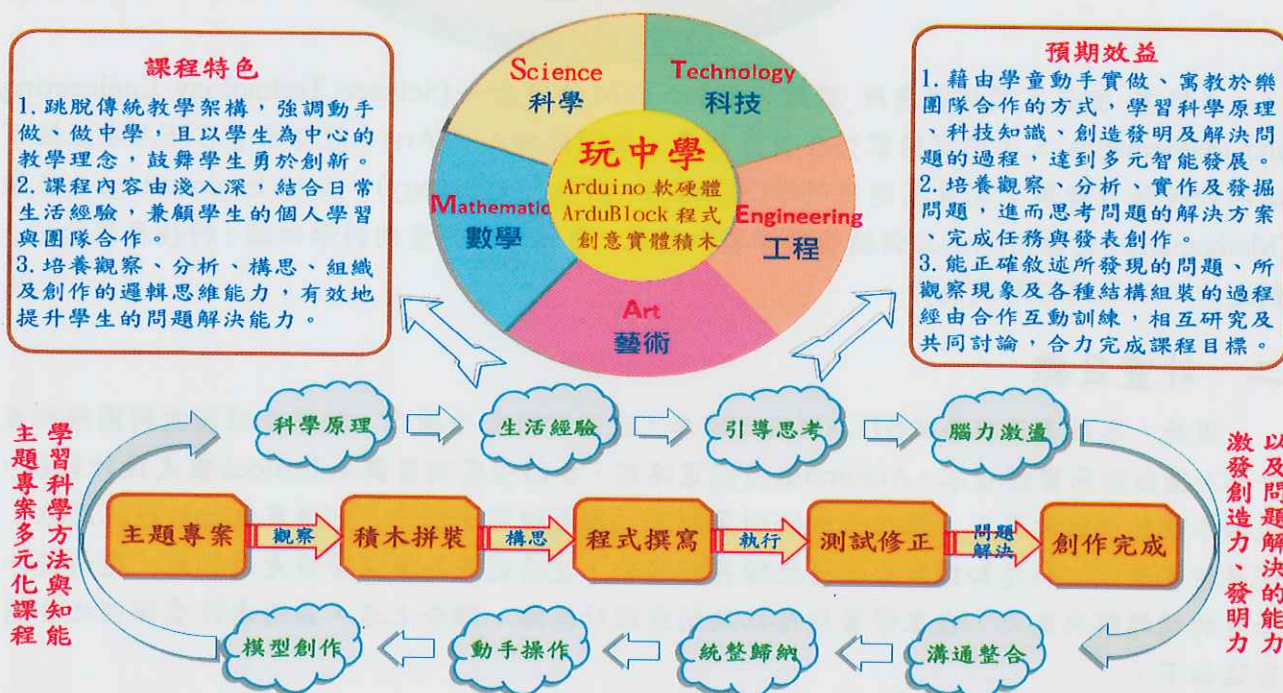 課程特色
1. 跳脫傳統教學架構，強調動手
做、做中學，且以學生為中心的
教學理念，鼓舞學生勇於創新。
2. 課程內容由淺入深，結合日常
生活經驗，兼顧學生的個人學習
與團隊合作。
3. 培養觀察、分析、構思、組織
及創作的邏輯思維能力，有效地
提升學生的問題解決能力。
Science
科學
Technology
科技
Mathematic
數學
Engineering
工程
Art
藝術
玩中學
Arduino 軟硬體
ArduBlock 程式
創意實體積木
預期效益
1. 藉由學童動手實做、寓教於樂
團隊合作的方式，學習科學原理
、科技知識、創造發明及解決問
題的過程，達到多元智能發展。
2. 培養觀察、分析、實作及發掘
問題，進而思考問題的解決方案
、完成任務與發表創作。
3. 能正確敘述所發現的問題、所
觀察現象及各種結構組裝的過程
經由合作互動訓練，相互研究及
共同討論，合力完成課程目標。
科學原理
生活經驗
引導思考
腦力激盪
學習科學方法與知能
主題專案多元化課程
主題專案
觀察
積木拼裝
構思
程式撰寫
執行
測試修正
問題
解決
創作完成
以及問題解決的能力
激發創造力、發明力
模型創作
動手操作
統整歸納
溝通整合